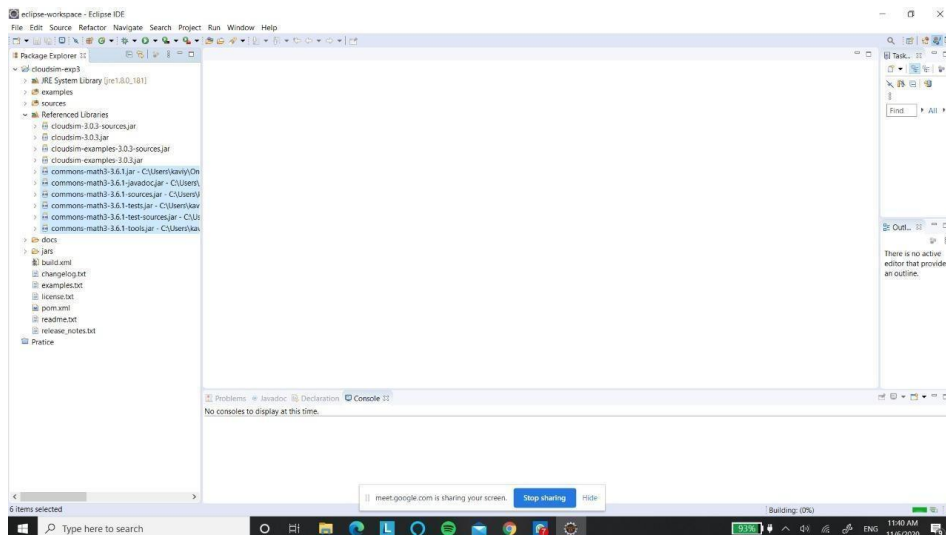 eclipse-workspace - Eclipse IDE
File Edit Source Refactor Navigate Search Project Run Window Help
Package Explorer
cloudsim-exp3
JRE System Library [jre1.8.0_181]
examples
sources
Referenced Libraries
cloudsim-3.0.3-sources.jar
cloudsim-3.0.3.jar
cloudsim-examples-3.0.3-sources.jar
cloudsim-examples-3.0.3.jar
commons-math3-3.6.1.jar - C:\Users\kaviy\On
commons-math3-3.6.1-javadoc.jar - C:\Users\
commons-math3-3.6.1-sources.jar - C:\Users\
commons-math3-3.6.1-tests.jar - C:\Users\kav
commons-math3-3.6.1-test-sources.jar - C:\Us
commons-math3-3.6.1-tools.jar - C:\Users\kav
docs
jars
build.xml
changelog.txt
examples.txt
license.txt
pom.xml
readme.txt
release_notes.txt
Pratice
Task...
Find All
Outl...
There is no active
editor that provide
an outline.
Problems Javadoc Declaration Console
No consoles to display at this time.
meet.google.com is sharing your screen. Stop sharing Hide
6 items selected
Building: (0%)
Type here to search
93%
ENG
11:40 AM
11/6/2020